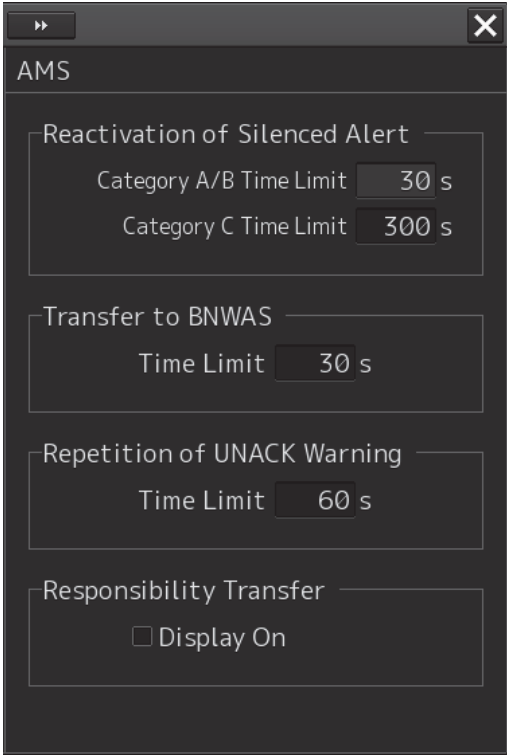 AMS
Reactivation of Silenced Alert
Category A/B Time Limit 30 s
Category C Time Limit 300 s
Transfer to BNWAS
Time Limit 30 s
Repetition of UNACK Warning
Time Limit 60 s
Responsibility Transfer
Display On